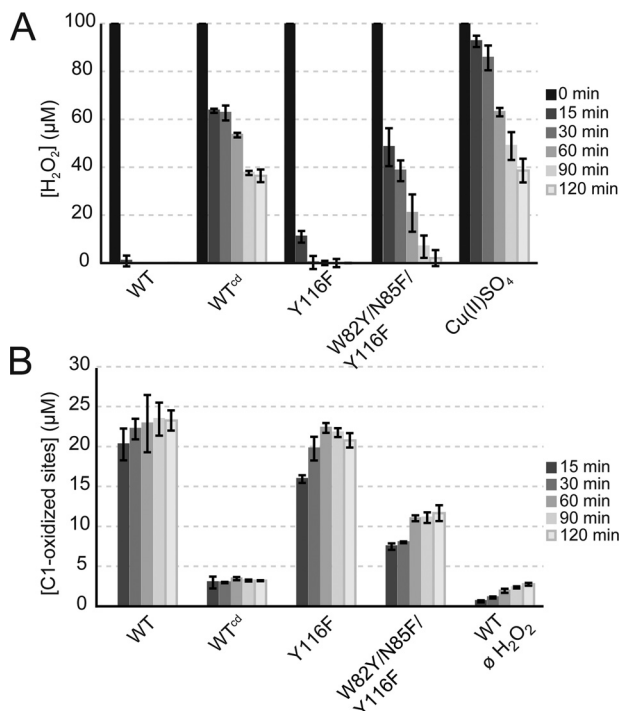 A
[H₂O₂] (µM)
100
80
60
40
20
0
0 min
15 min
30 min
60 min
90 min
120 min
WT
WTᶜᵈ
Y116F
W82Y/N85F/
Y116F
Cu(II)SO₄
B
[C1-oxidized sites] (µM)
30
25
20
15
10
5
0
15 min
30 min
60 min
90 min
120 min
WT
WTᶜᵈ
Y116F
W82Y/N85F/
Y116F
WT
ø H₂O₂